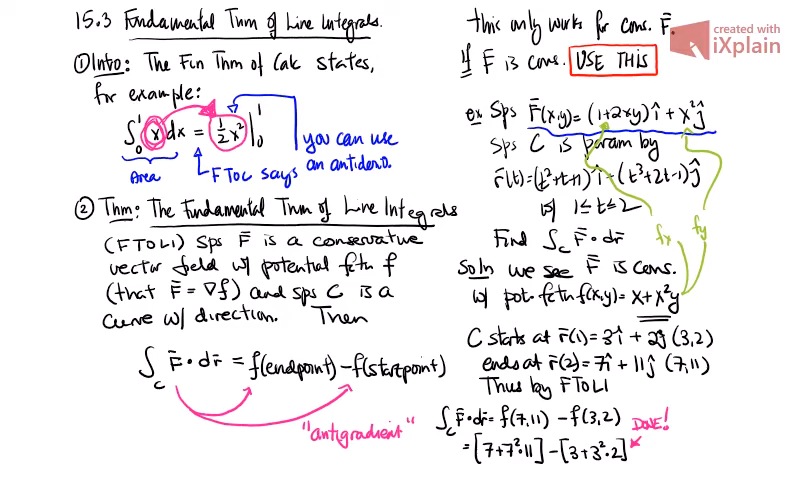 15.3 Fundamental Thm of Line Integrals.
① Intro: The Fun Thm of Calc states,
for example:
∫₀¹ x dx = ½x² |₀¹
Area
FToC says
you can use
an antideriv.
② Thm: The Fundamental Thm of Line Integrals
(FTOLI) Sps F̄ is a conservative
vector field w/ potential fctn f
(that F̄ = ∇f) and sps C is a
curve w/ direction. Then
∫_C F̄ • dr̄ = f(endpoint) − f(startpoint)
"antigradient"
this only works for cons. F̄.
If F̄ is cons. USE THIS
created with
iXplain
ex Sps F̄(x,y) = (1+2xy)î + x²ĵ
Sps C is param by
r̄(t) = (t²+t+1)î + (t³+2t-1)ĵ
w/ 1 ≤ t ≤ 2
Find ∫_C F̄ • dr̄
fx
fy
Soln we see F̄ is cons.
w/ pot. fctn f(x,y) = x + x²y
C starts at r̄(1) = 3î + 2ĵ (3,2)
ends at r̄(2) = 7î + 11ĵ (7,11)
Thus by FTOLI
∫_C F̄ • dr̄ = f(7,11) − f(3,2)
DONE!
= [7+7²·11] − [3+3²·2]